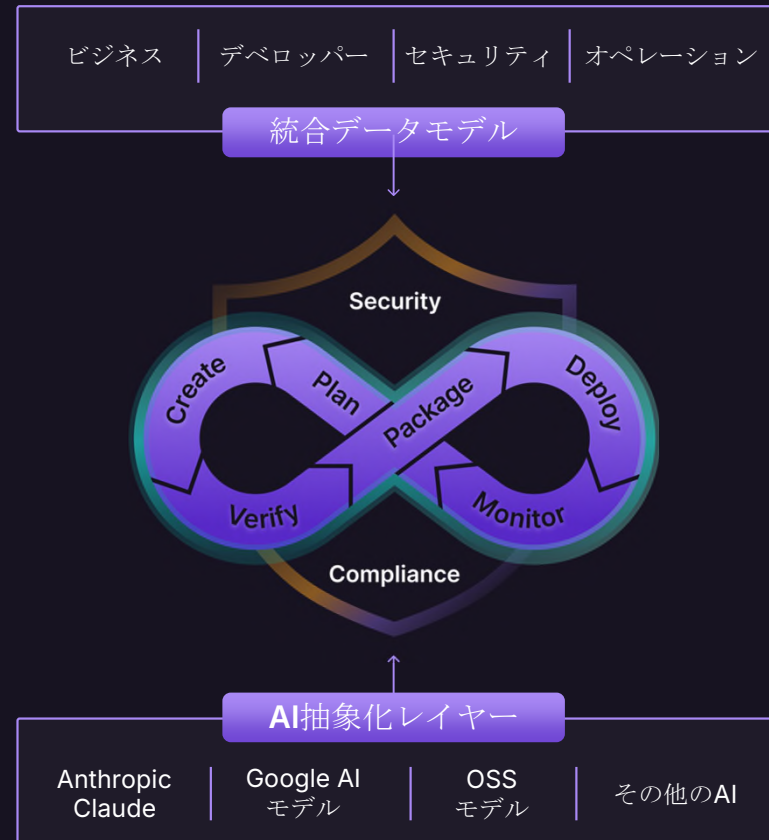 ビジネス
デベロッパー
セキュリティ
オペレーション
統合データモデル
Security
Create
Plan
Package
Deploy
Verify
Monitor
Compliance
AI抽象化レイヤー
Anthropic
Claude
Google AI
モデル
OSS
モデル
その他のAI